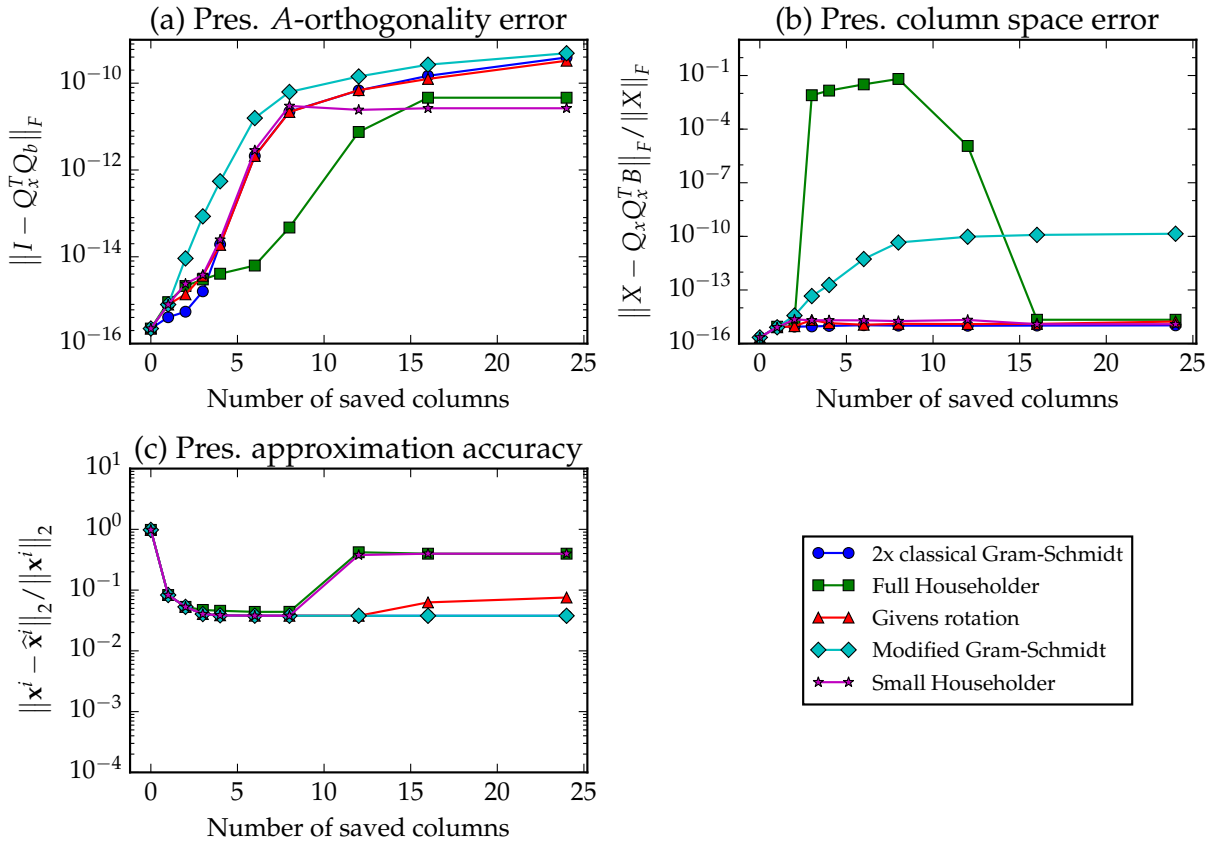 (a) Pres. A-orthogonality error
||I − Q_x^T Q_b||_F
10^{-10}
10^{-12}
10^{-14}
10^{-16}
0 5 10 15 20 25
Number of saved columns
(b) Pres. column space error
||X − Q_x Q_x^T B||_F / ||X||_F
10^{-1}
10^{-4}
10^{-7}
10^{-10}
10^{-13}
10^{-16}
0 5 10 15 20 25
Number of saved columns
(c) Pres. approximation accuracy
||x^i − x̂^i||_2 / ||x^i||_2
10^1
10^0
10^{-1}
10^{-2}
10^{-3}
10^{-4}
0 5 10 15 20 25
Number of saved columns
2x classical Gram-Schmidt
Full Householder
Givens rotation
Modified Gram-Schmidt
Small Householder